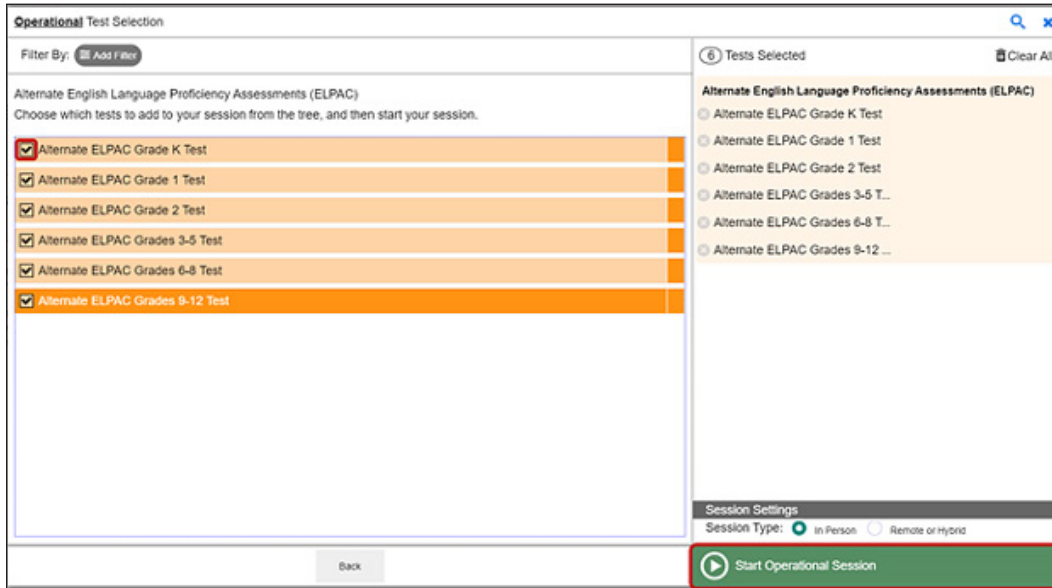 Operational Test Selection
Filter By: Add Filter
Alternate English Language Proficiency Assessments (ELPAC)
Choose which tests to add to your session from the tree, and then start your session.
Alternate ELPAC Grade K Test
Alternate ELPAC Grade 1 Test
Alternate ELPAC Grade 2 Test
Alternate ELPAC Grades 3-5 Test
Alternate ELPAC Grades 6-8 Test
Alternate ELPAC Grades 9-12 Test
Back
6 Tests Selected Clear All
Alternate English Language Proficiency Assessments (ELPAC)
Alternate ELPAC Grade K Test
Alternate ELPAC Grade 1 Test
Alternate ELPAC Grade 2 Test
Alternate ELPAC Grades 3-5 T...
Alternate ELPAC Grades 6-8 T...
Alternate ELPAC Grades 9-12 ...
Session Settings
Session Type: In Person Remote or Hybrid
Start Operational Session